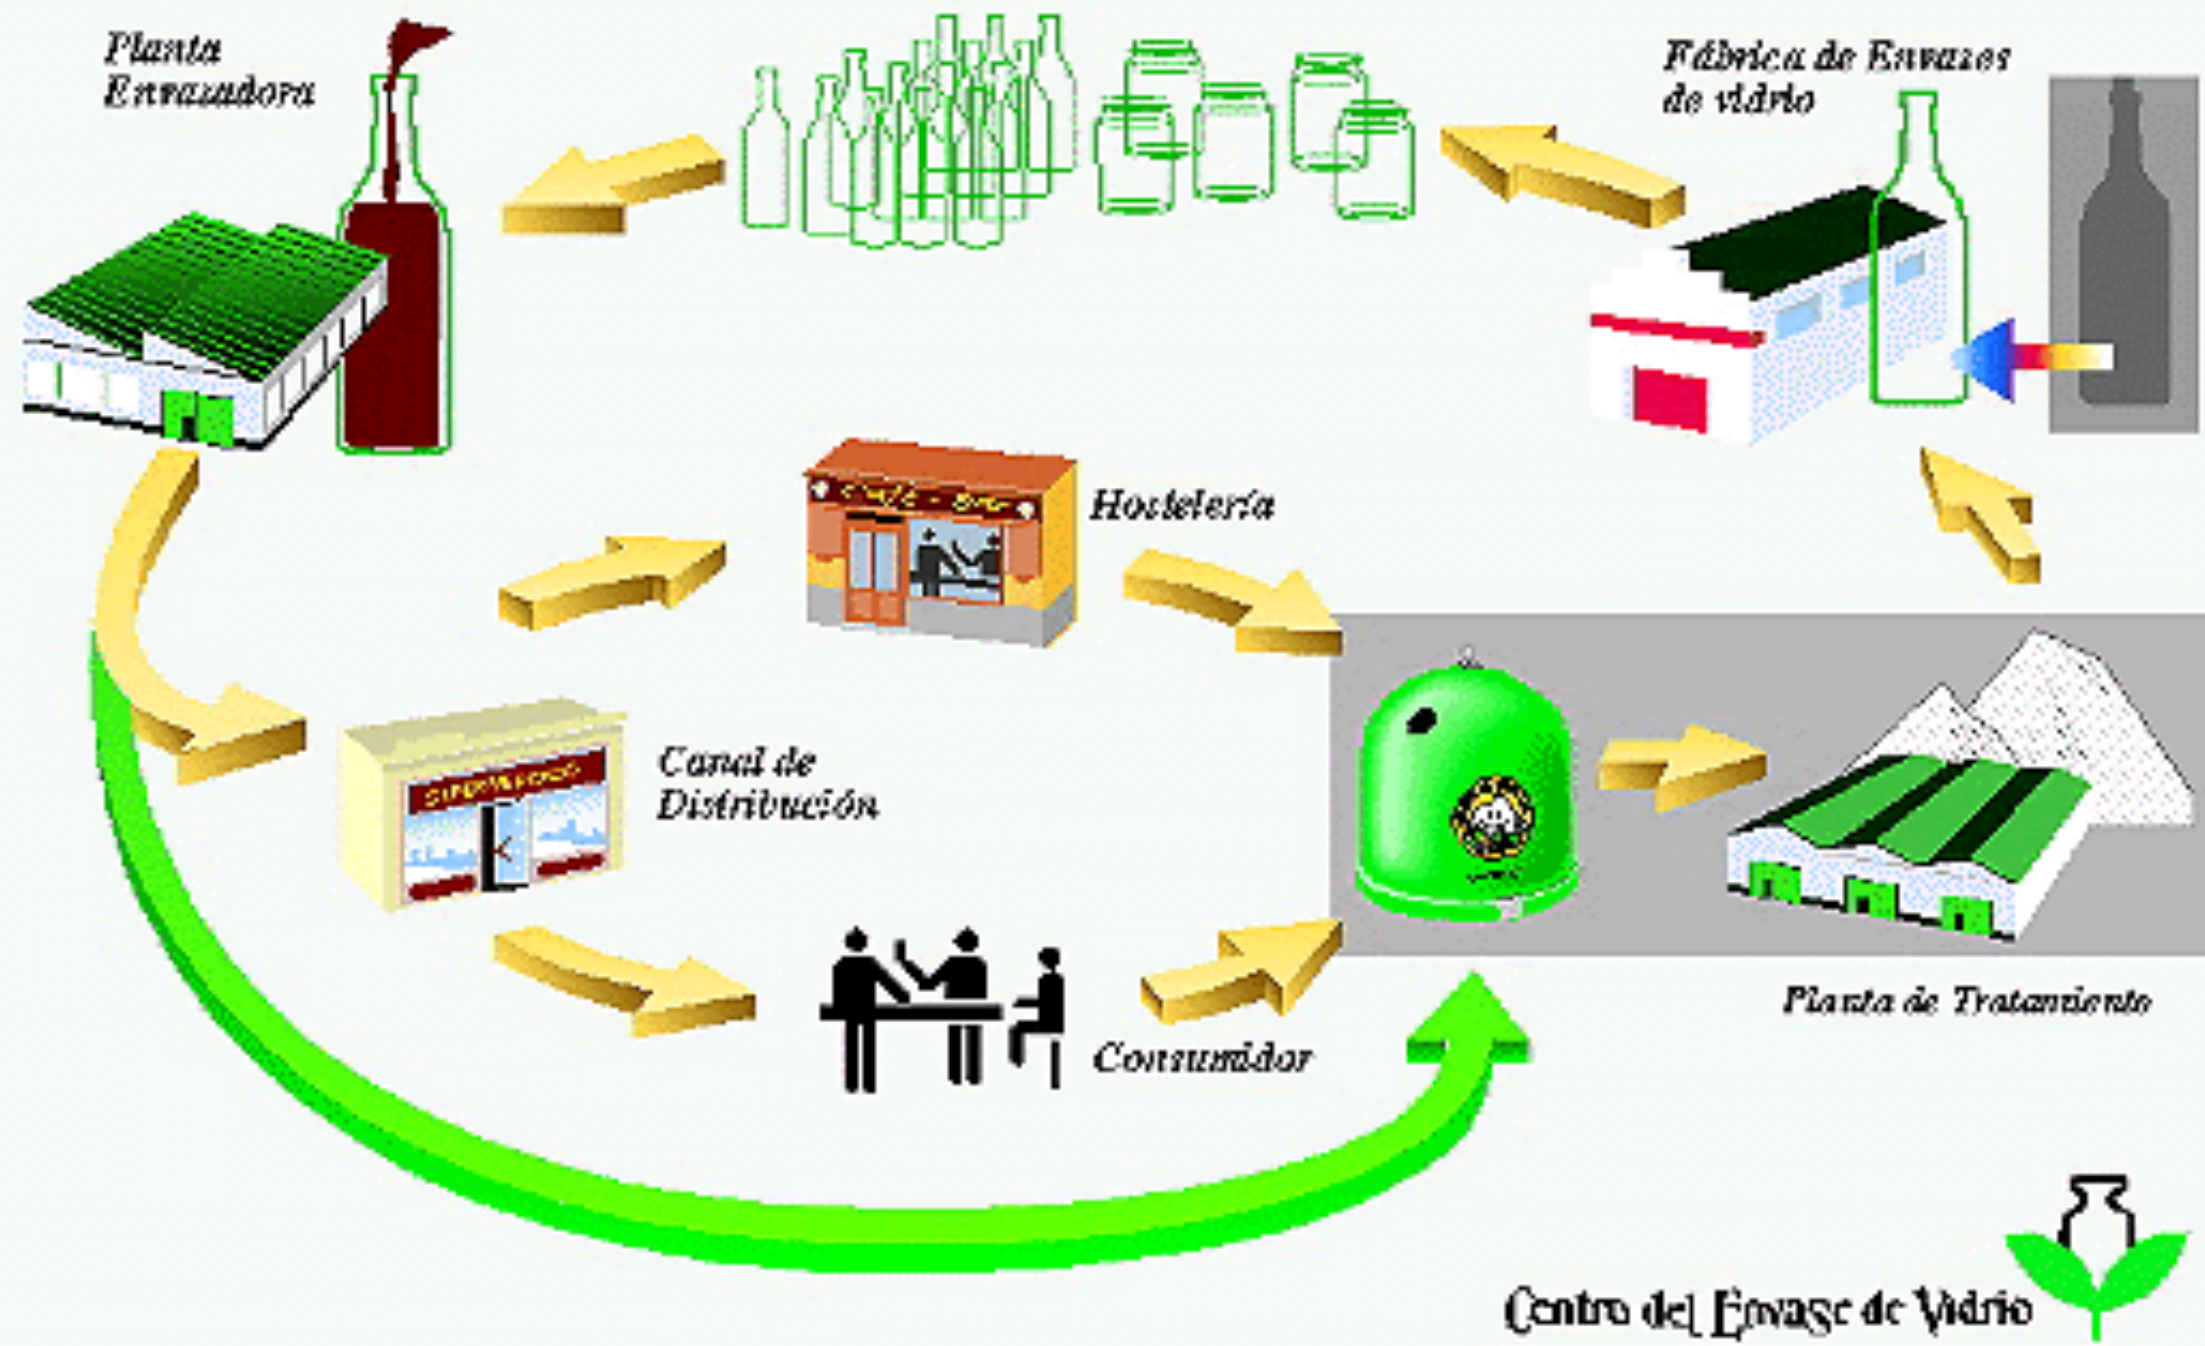 Planta
Envasadora
Fábrica de Envases
de vidrio
Hostelería
Canal de
Distribución
SUPERMERCADO
Consumidor
Planta de Tratamiento
Centro del Envase de Vidrio